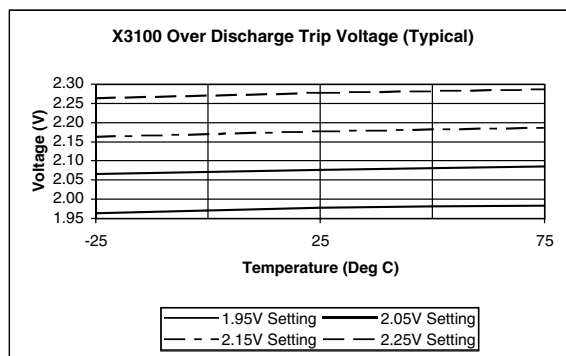 X3100 Over Discharge Trip Voltage (Typical)
Voltage (V)
2.30
2.25
2.20
2.15
2.10
2.05
2.00
1.95
-25 25 75
Temperature (Deg C)
1.95V Setting 2.05V Setting
2.15V Setting 2.25V Setting